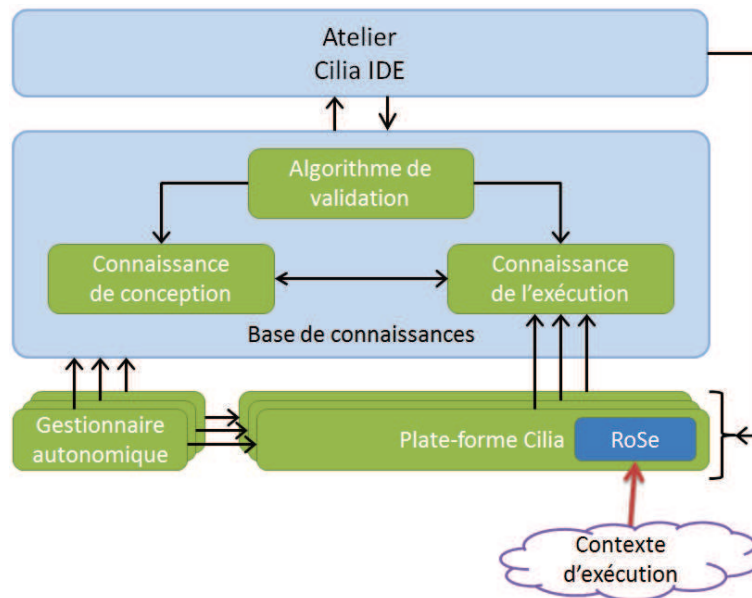 Atelier
Cilia IDE
Algorithme de
validation
Connaissance
de conception
Connaissance
de l'exécution
Base de connaissances
Gestionnaire
autonomique
Plate-forme Cilia
RoSe
Contexte
d'exécution